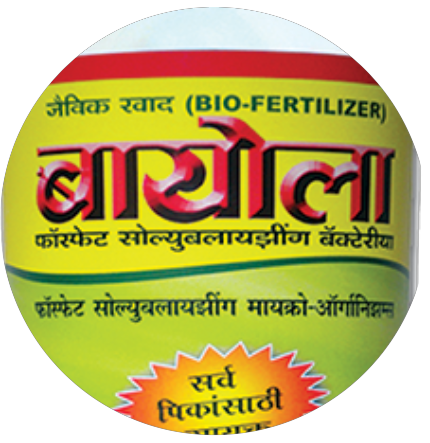 जैविक खाद (BIO-FERTILIZER)
बायोला
फॉस्फेट सोल्युबलायझींग बॅक्टेरीया
फॉस्फेट सोल्युबलायझींग मायक्रो-ऑर्गानिझम्स
सर्व
पिकांसाठी